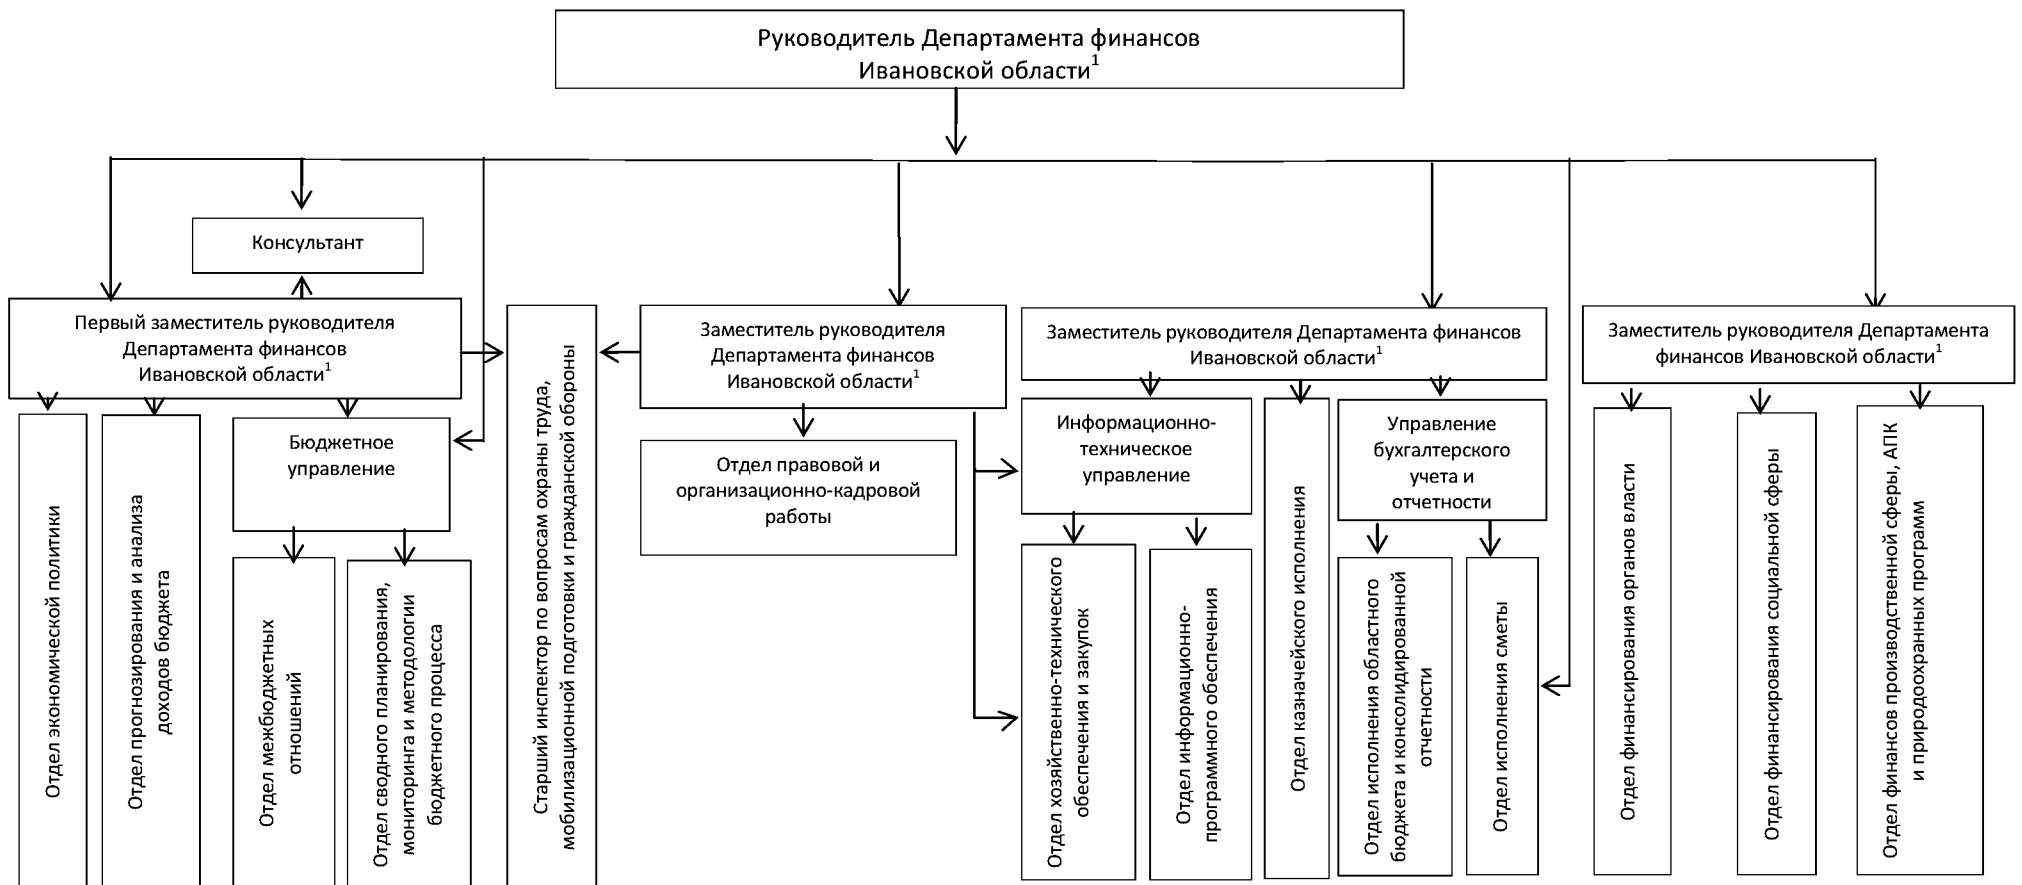 Руководитель Департамента финансов
Ивановской области¹
Консультант
Первый заместитель руководителя
Департамента финансов
Ивановской области¹
Заместитель руководителя
Департамента финансов
Ивановской области¹
Заместитель руководителя Департамента финансов
Ивановской области¹
Заместитель руководителя Департамента
финансов Ивановской области¹
Отдел экономической политики
Отдел прогнозирования и анализа
доходов бюджета
Бюджетное
управление
Отдел межбюджетных
отношений
Отдел сводного планирования,
мониторинга и методологии
бюджетного процесса
Старший инспектор по вопросам охраны труда,
мобилизационной подготовки и гражданской обороны
Отдел правовой и
организационно-кадровой
работы
Информационно-
техническое
управление
Отдел хозяйственно-технического
обеспечения и закупок
Отдел информационно-
программного обеспечения
Отдел казначейского исполнения
Управление
бухгалтерского
учета и
отчетности
Отдел исполнения областного
бюджета и консолидированной
отчетности
Отдел исполнения сметы
Отдел финансирования органов власти
Отдел финансирования социальной сферы
Отдел финансов производственной сферы, АПК
и природоохранных программ